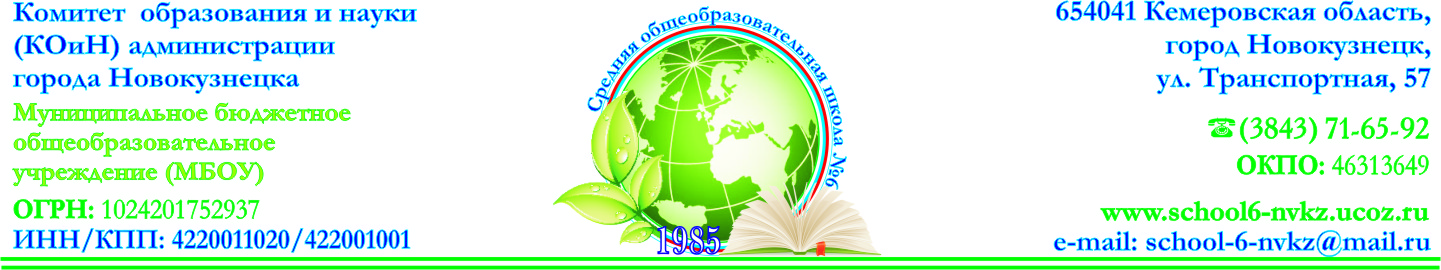 Комитет образования и науки
(КОиН) администрации
города Новокузнецка
Муниципальное бюджетное
общеобразовательное
учреждение (МБОУ)
ОГРН: 1024201752937
ИНН/КПП: 4220011020/422001001
Средняя общеобразовательная школа №6
1985
654041 Кемеровская область,
город Новокузнецк,
ул. Транспортная, 57
☎(3843) 71-65-92
ОКПО: 46313649
www.school6-nvkz.ucoz.ru
e-mail: school-6-nvkz@mail.ru